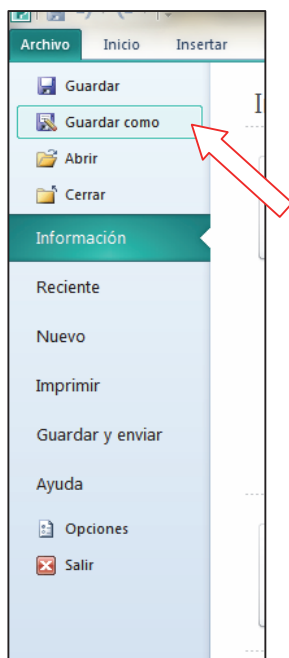 Archivo Inicio Insertar
Guardar
Guardar como
Abrir
Cerrar
Información
Reciente
Nuevo
Imprimir
Guardar y enviar
Ayuda
Opciones
Salir